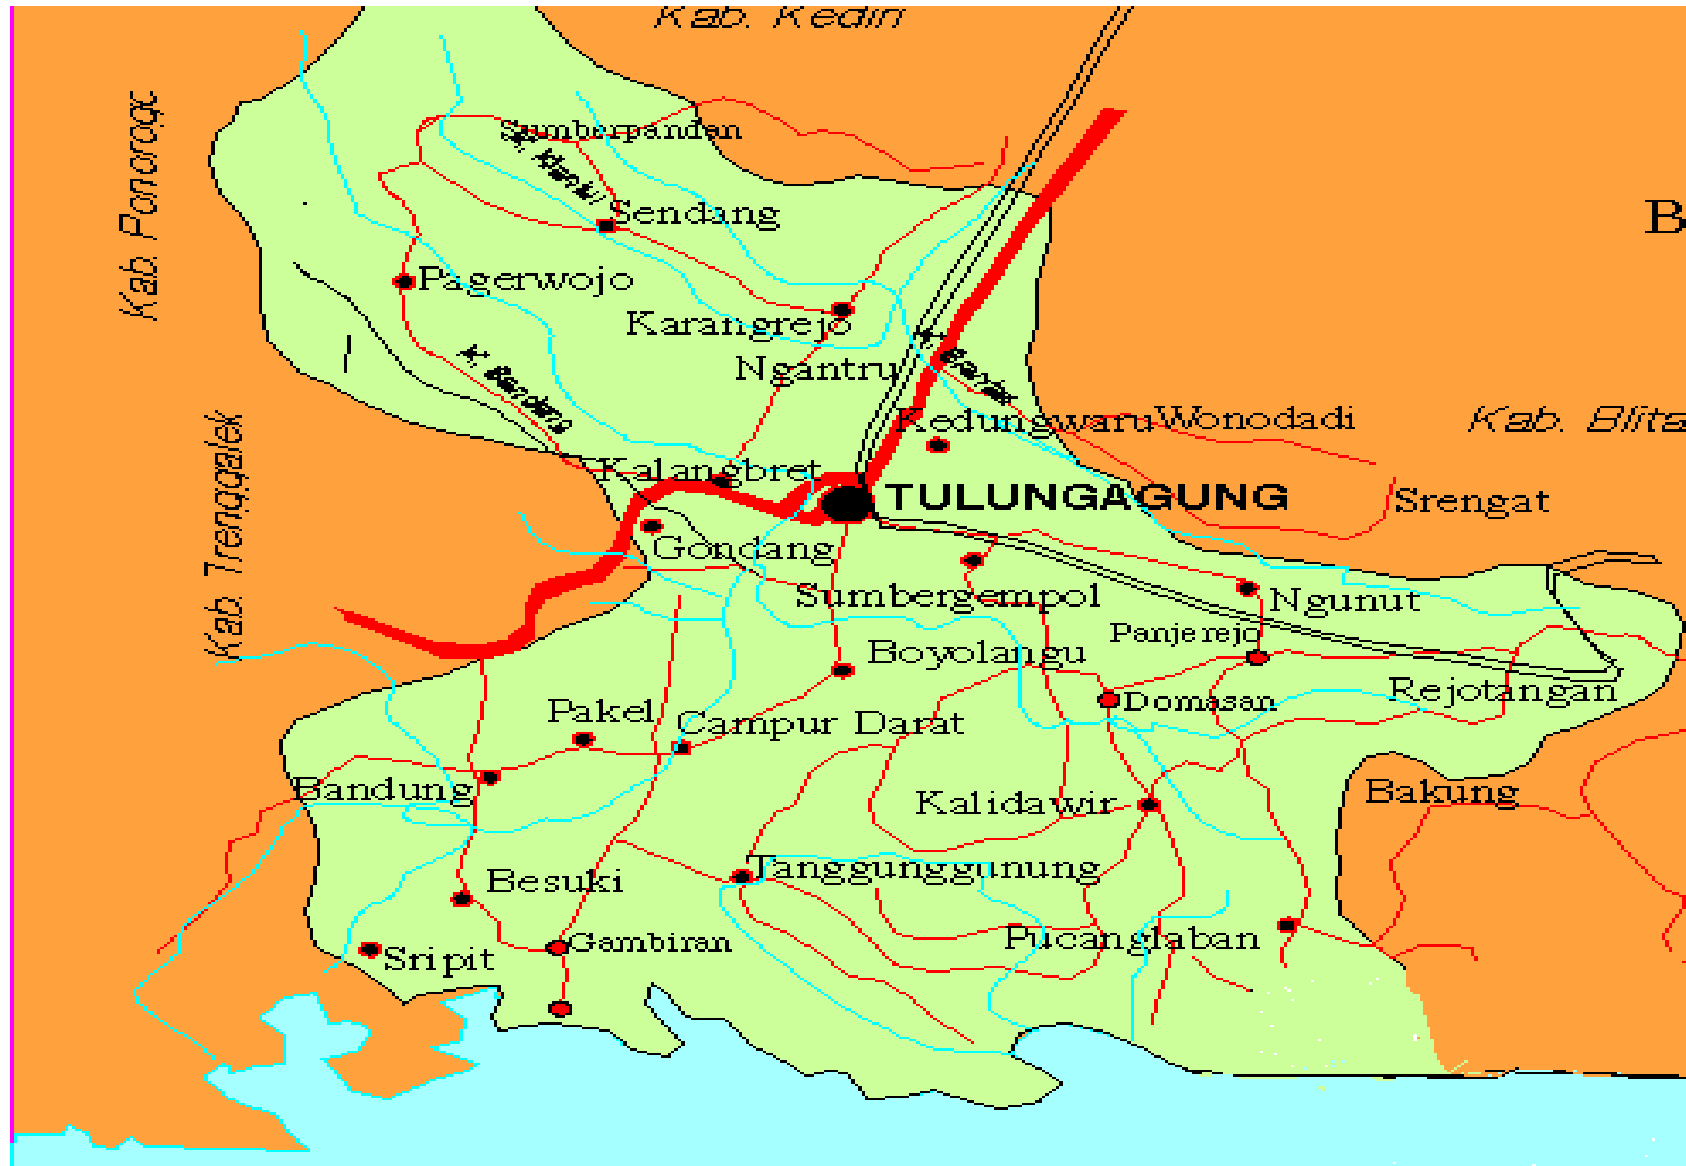 Kab. Kediri
Kab. Ponorogo
Sumberpandan
Sendang
B
Pagerwojo
Karangrejo
Ngantru
Kedungwaru
Wonodadi
Kab. Blita
Kab. Trenggalek
Kalangbret
TULUNGAGUNG
Srengat
Gondang
Sumbergempol
Ngunut
Panjerejo
Boyolangu
Rejotangan
Domasan
Pakel
Campur Darat
Bandung
Kalidawir
Bakung
Tanggunggunung
Besuki
Gambiran
Pucanglaban
Sripit